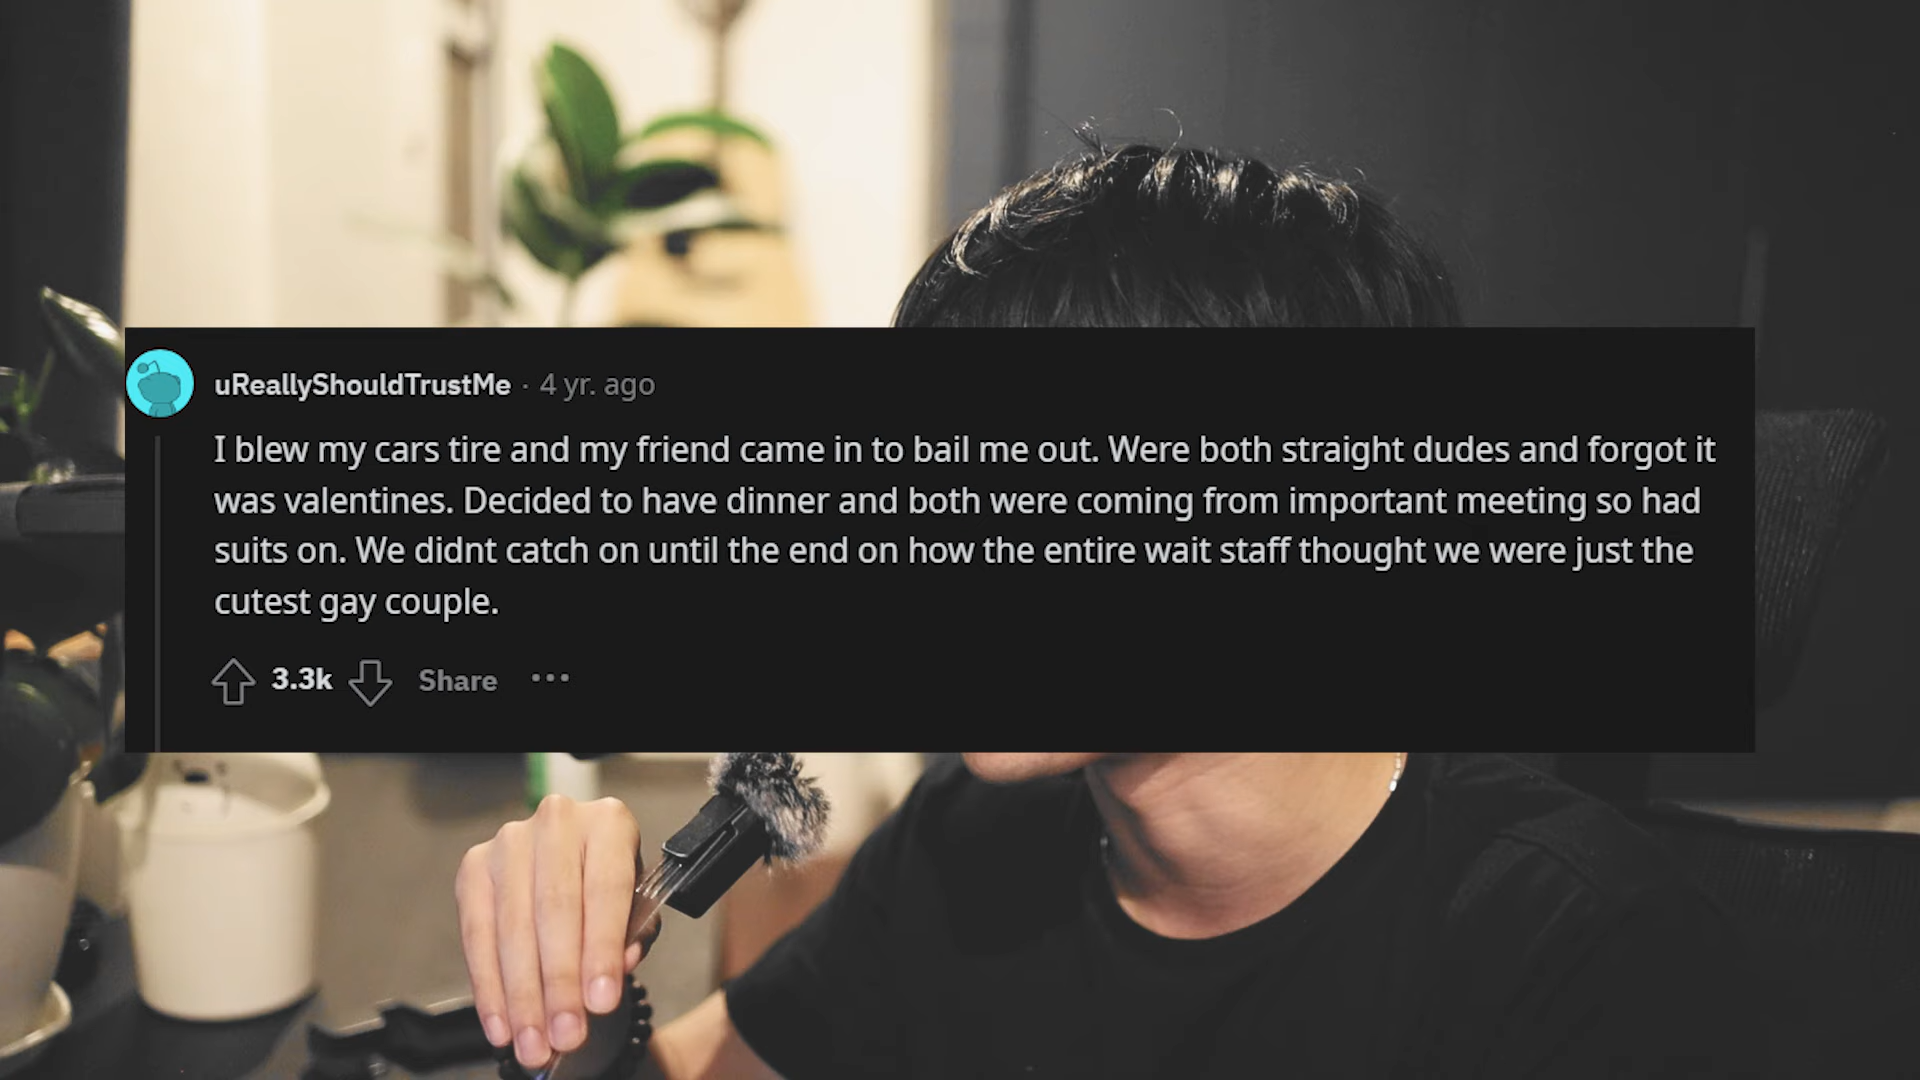 uReallyShouldTrustMe · 4 yr. ago
I blew my cars tire and my friend came in to bail me out. Were both straight dudes and forgot it
was valentines. Decided to have dinner and both were coming from important meeting so had
suits on. We didnt catch on until the end on how the entire wait staff thought we were just the
cutest gay couple.
3.3k Share ···